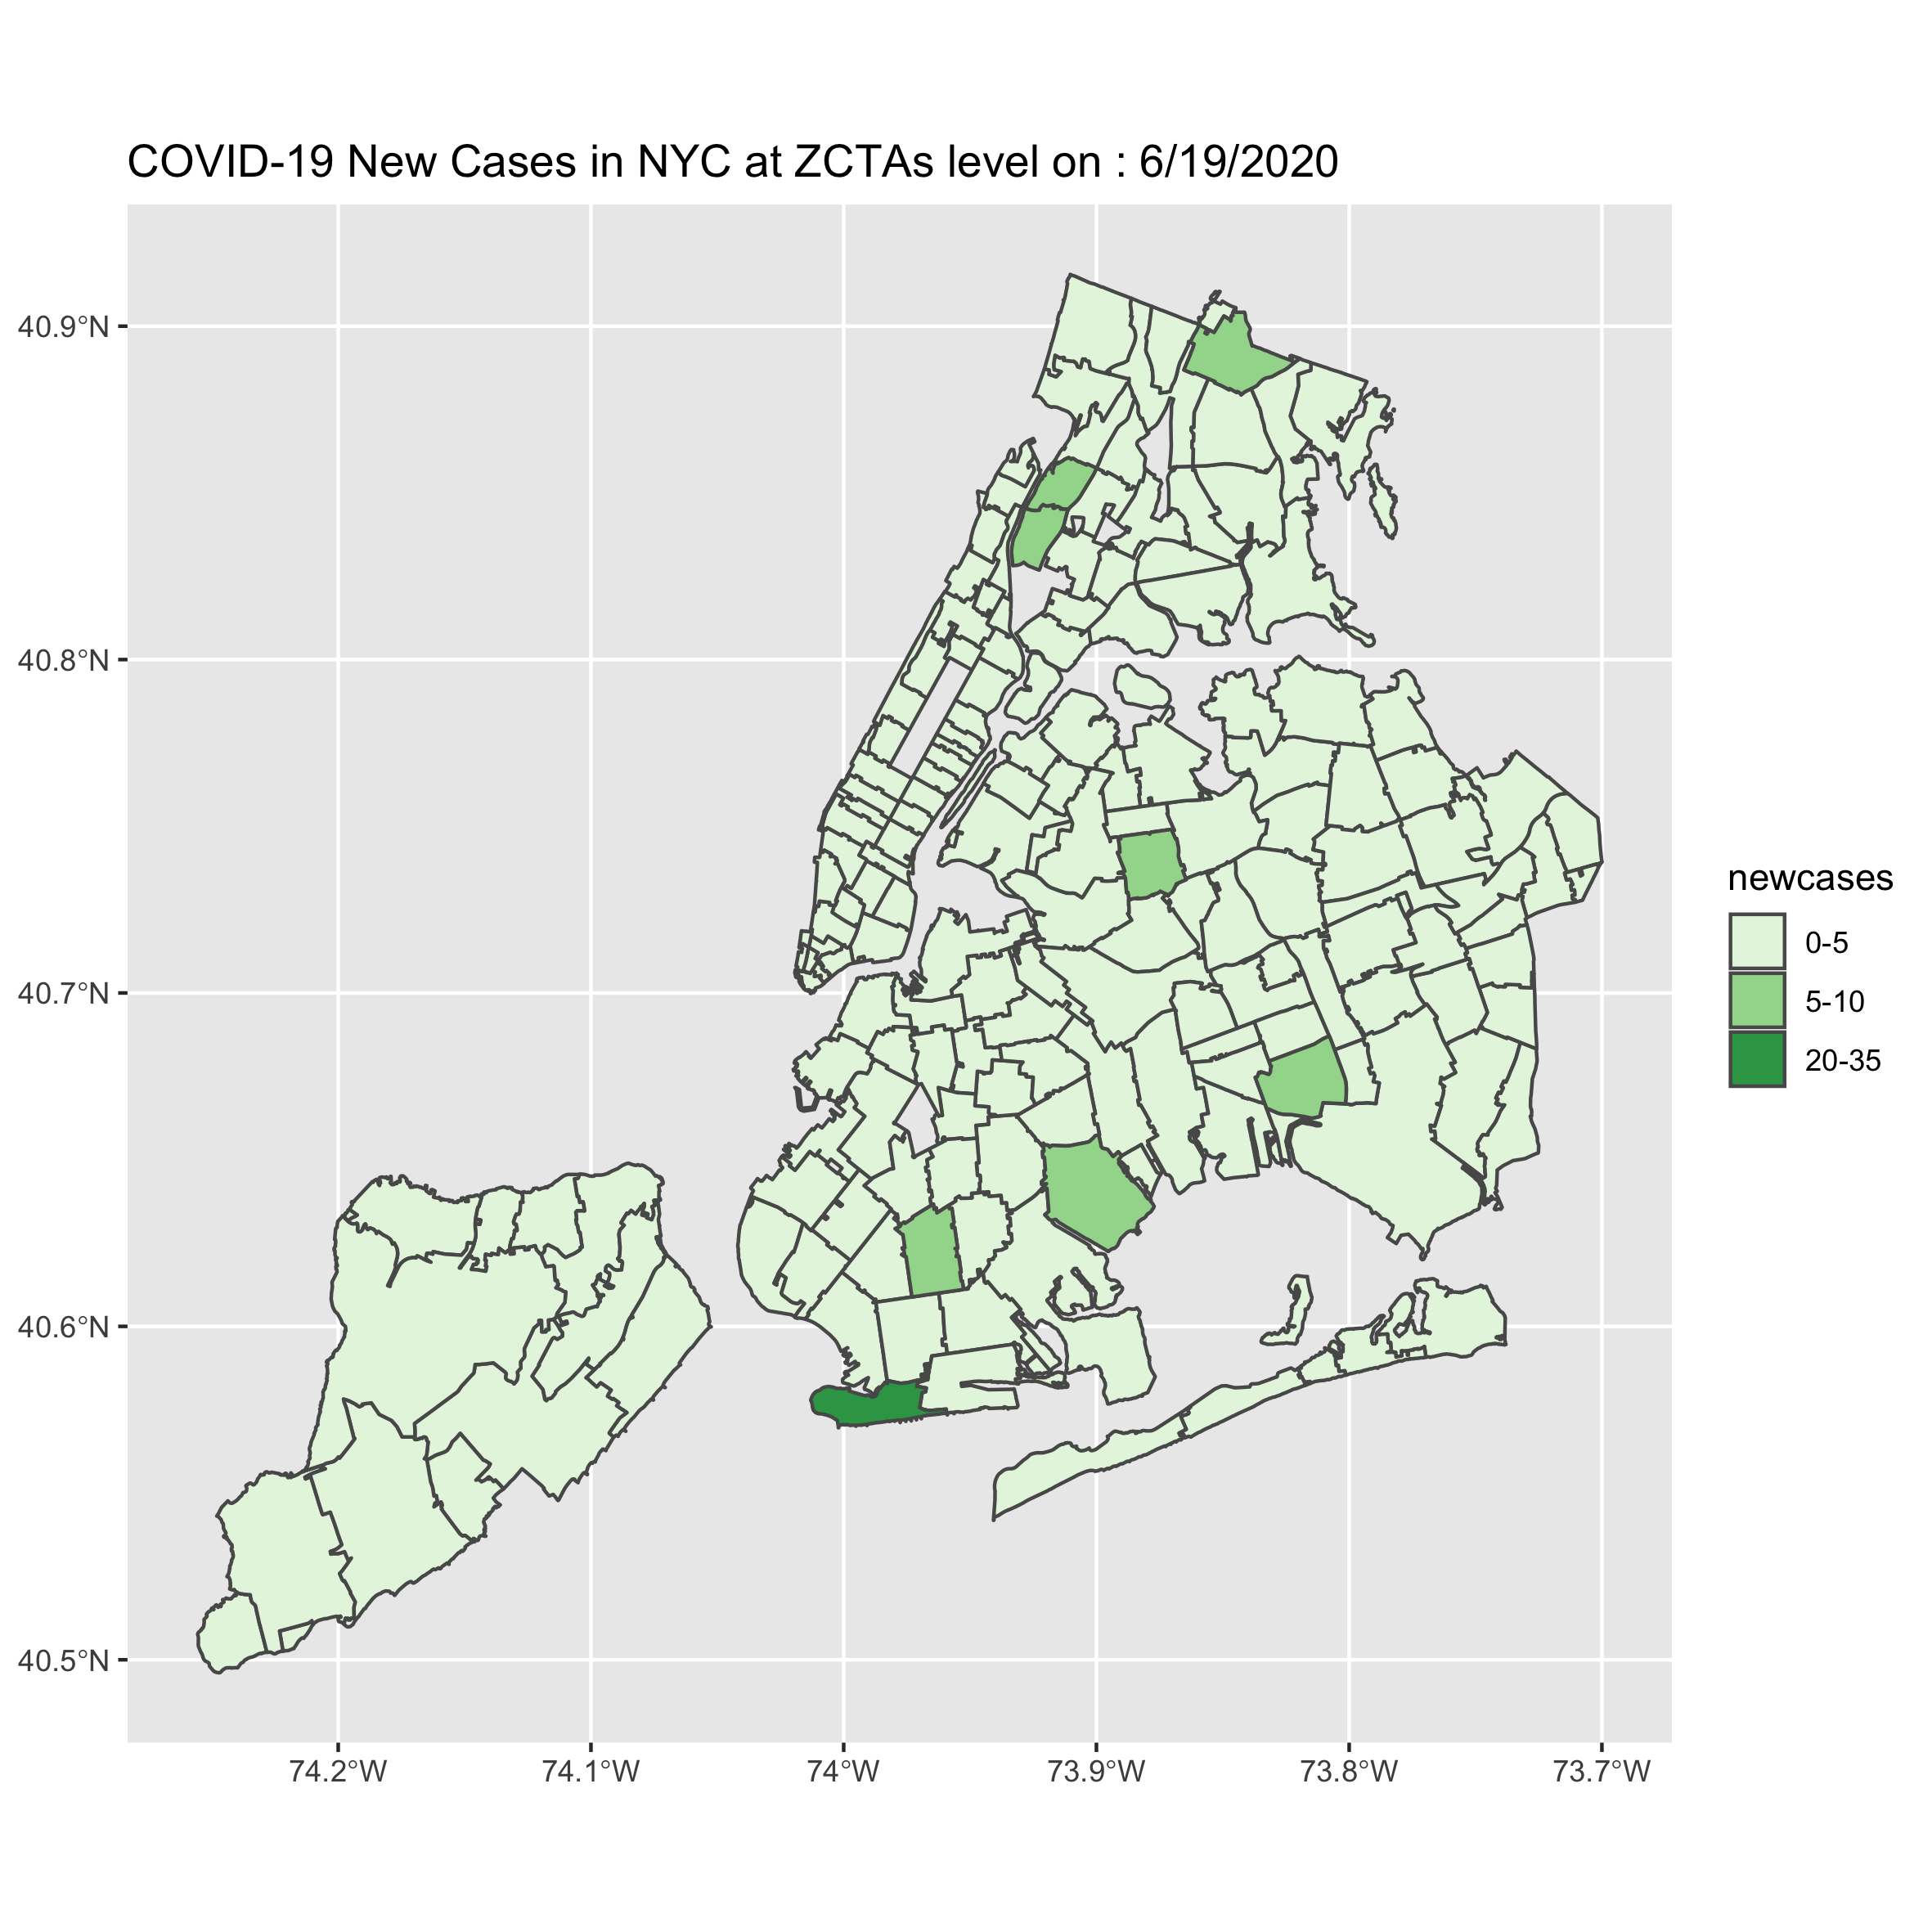 COVID-19 New Cases in NYC at ZCTAs level on : 6/19/2020
40.9°N
40.8°N
40.7°N
40.6°N
40.5°N
74.2°W
74.1°W
74°W
73.9°W
73.8°W
73.7°W
newcases
0-5
5-10
20-35